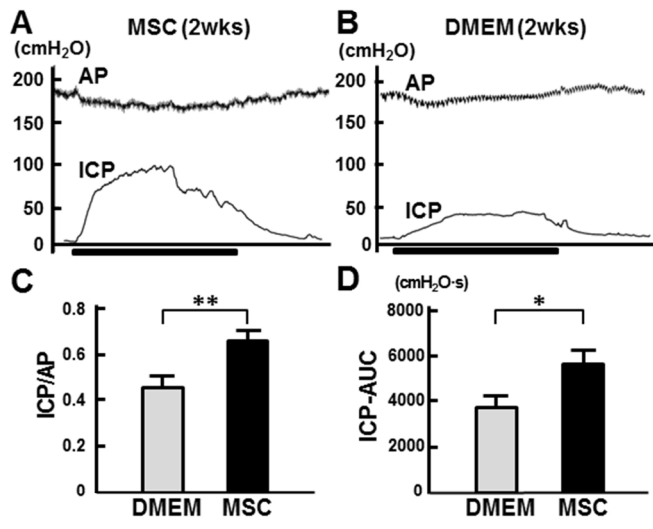 A
MSC (2wks)
(cmH₂O)
200
150
100
50
0
AP
ICP
B
DMEM (2wks)
(cmH₂O)
200
150
100
50
0
AP
ICP
C
**
0.8
0.6
0.4
0.2
0
ICP/AP
DMEM
MSC
D
(cmH₂O·s)
*
8000
6000
4000
2000
0
ICP-AUC
DMEM
MSC